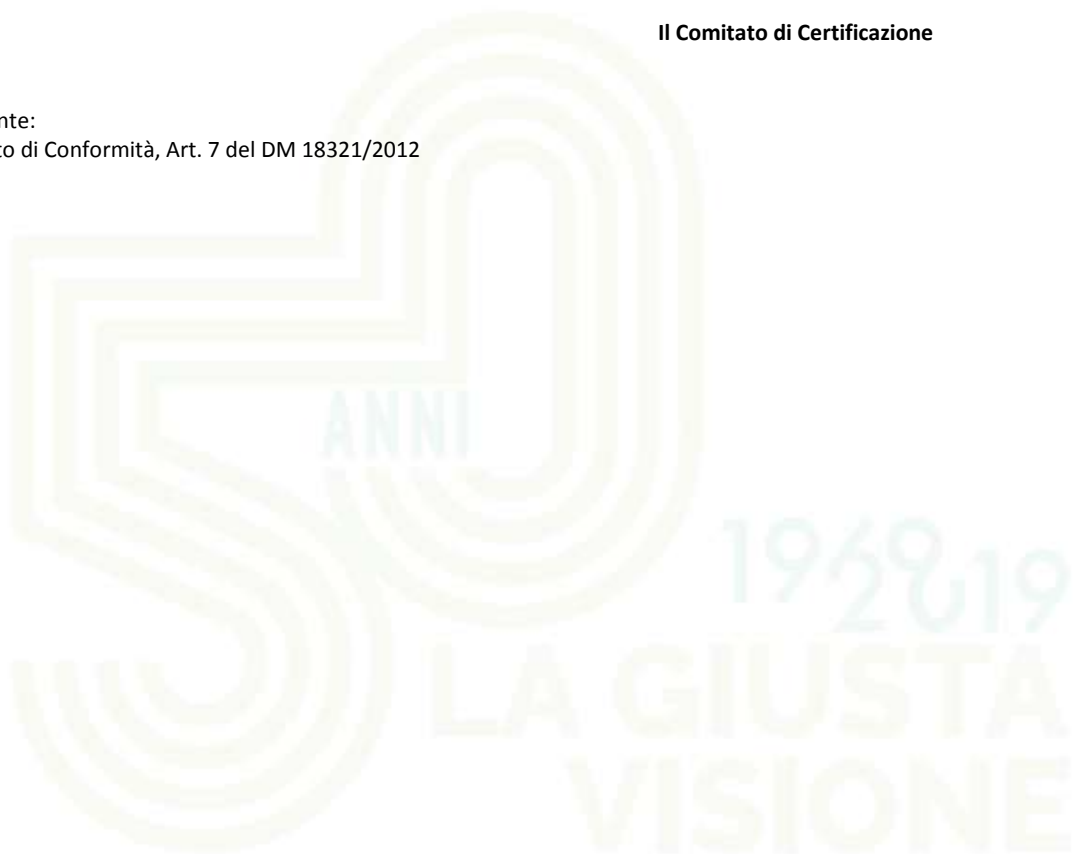 Il Comitato di Certificazione
nte:
to di Conformità, Art. 7 del DM 18321/2012
50
ANNI
1969
2019
LA GIUSTA
VISIONE